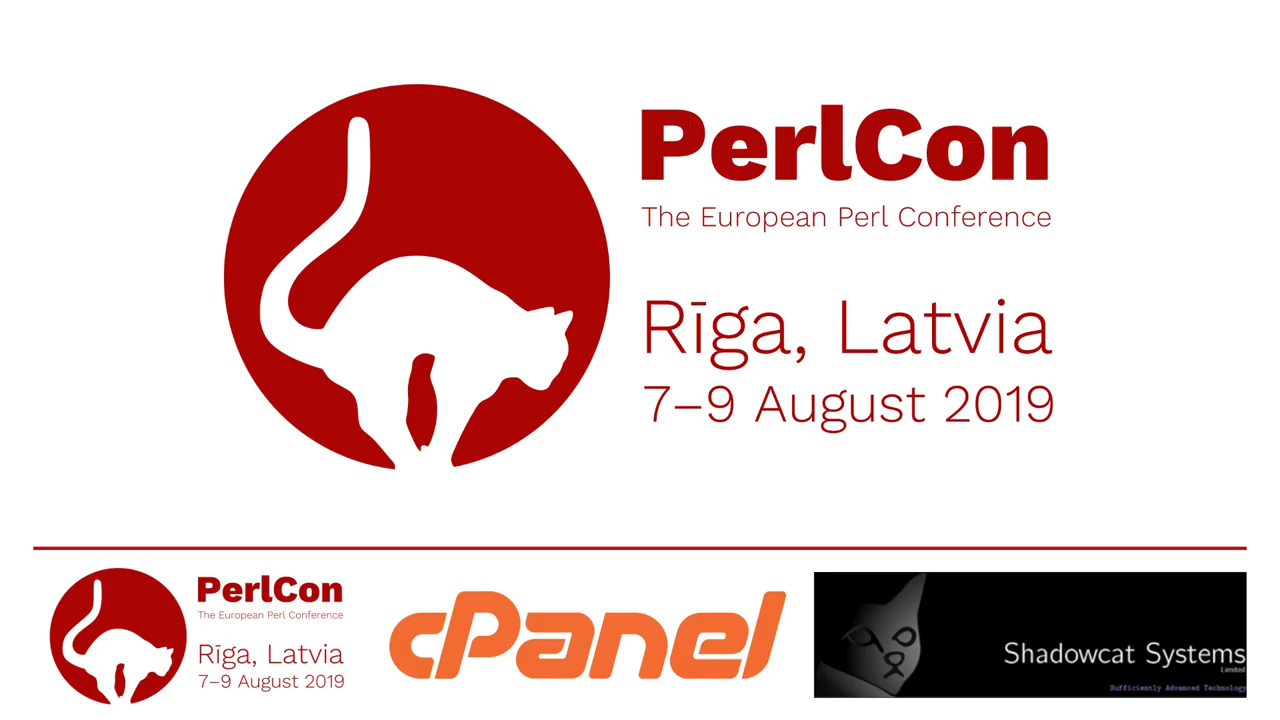 PerlCon
The European Perl Conference
Rīga, Latvia
7–9 August 2019
PerlCon
The European Perl Conference
Rīga, Latvia
7–9 August 2019
cPanel
Shadowcat Systems
Limited
Sufficiently Advanced Technology